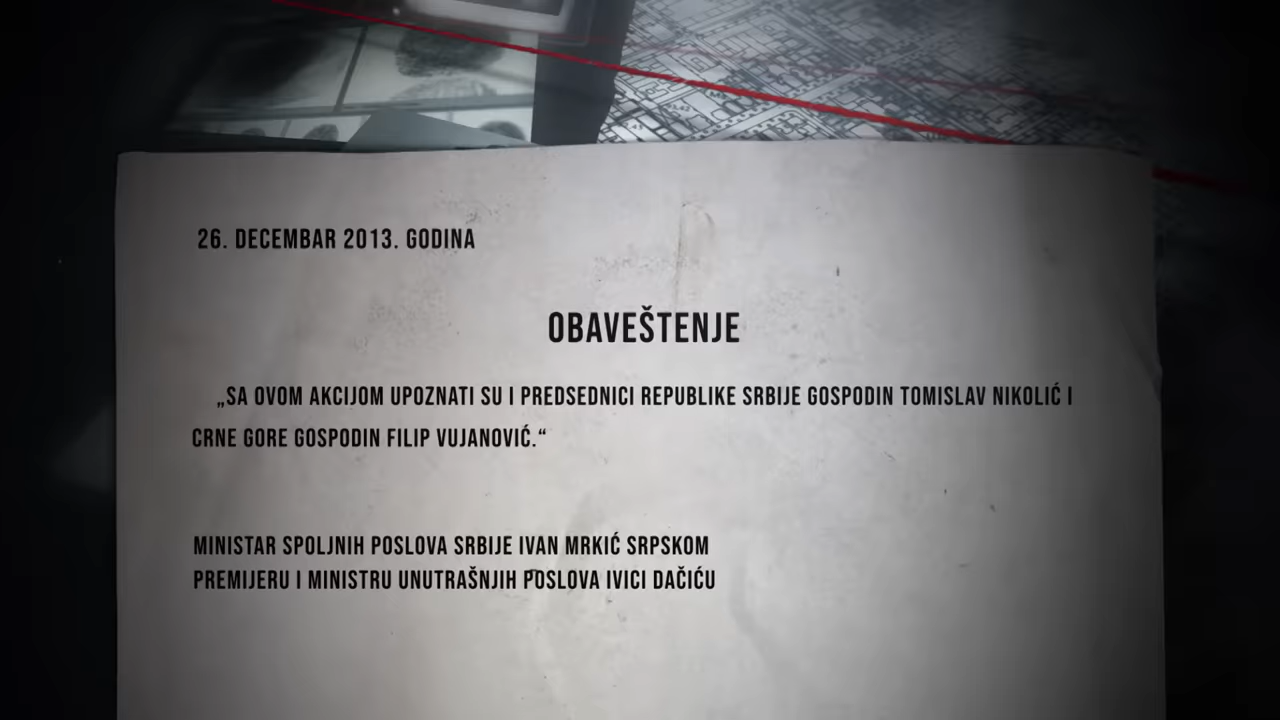 26. DECEMBAR 2013. GODINA
OBAVEŠTENJE
„SA OVOM AKCIJOM UPOZNATI SU I PREDSEDNICI REPUBLIKE SRBIJE GOSPODIN TOMISLAV NIKOLIĆ I
CRNE GORE GOSPODIN FILIP VUJANOVIĆ.“
MINISTAR SPOLJNIH POSLOVA SRBIJE IVAN MRKIĆ SRPSKOM
PREMIJERU I MINISTRU UNUTRAŠNJIH POSLOVA IVICI DAČIĆU